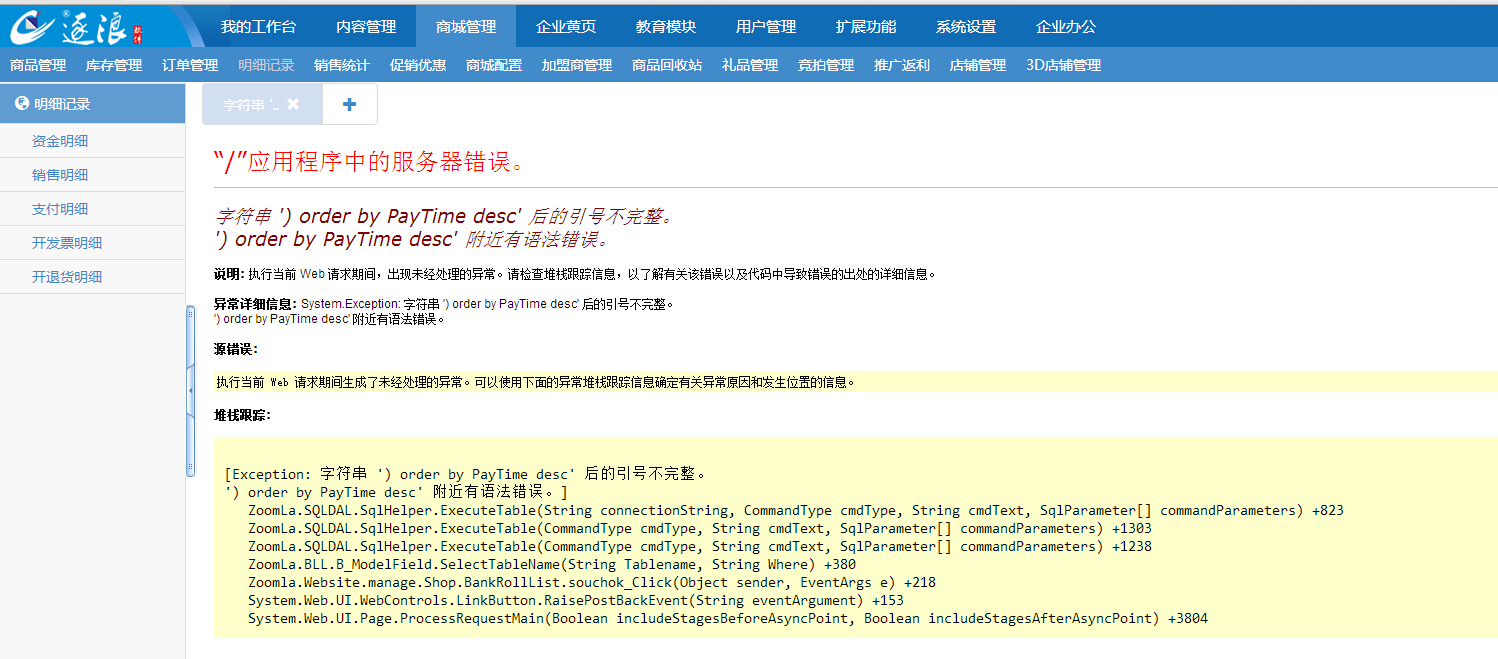 逐浪®软件
我的工作台 内容管理 商城管理 企业黄页 教育模块 用户管理 扩展功能 系统设置 企业办公
商品管理 库存管理 订单管理 明细记录 销售统计 促销优惠 商城配置 加盟商管理 商品回收站 礼品管理 竞拍管理 推广返利 店铺管理 3D店铺管理
明细记录
资金明细
销售明细
支付明细
开发票明细
开退货明细
字符串 '.. ✖ +
“/”应用程序中的服务器错误。
字符串 ') order by PayTime desc' 后的引号不完整。
') order by PayTime desc' 附近有语法错误。
说明: 执行当前 Web 请求期间，出现未经处理的异常。请检查堆栈跟踪信息，以了解有关该错误以及代码中导致错误的出处的详细信息。
异常详细信息: System.Exception: 字符串 ') order by PayTime desc' 后的引号不完整。
') order by PayTime desc' 附近有语法错误。
源错误:
执行当前 Web 请求期间生成了未经处理的异常。可以使用下面的异常堆栈跟踪信息确定有关异常原因和发生位置的信息。
堆栈跟踪:
[Exception: 字符串 ') order by PayTime desc' 后的引号不完整。
') order by PayTime desc' 附近有语法错误。]
ZoomLa.SQLDAL.SqlHelper.ExecuteTable(String connectionString, CommandType cmdType, String cmdText, SqlParameter[] commandParameters) +823
ZoomLa.SQLDAL.SqlHelper.ExecuteTable(CommandType cmdType, String cmdText, SqlParameter[] commandParameters) +1303
ZoomLa.SQLDAL.SqlHelper.ExecuteTable(CommandType cmdType, String cmdText, SqlParameter[] commandParameters) +1238
ZoomLa.BLL.B_ModelField.SelectTableName(String Tablename, String Where) +380
Zoomla.Website.manage.Shop.BankRollList.souchok_Click(Object sender, EventArgs e) +218
System.Web.UI.WebControls.LinkButton.RaisePostBackEvent(String eventArgument) +153
System.Web.UI.Page.ProcessRequestMain(Boolean includeStagesBeforeAsyncPoint, Boolean includeStagesAfterAsyncPoint) +3804